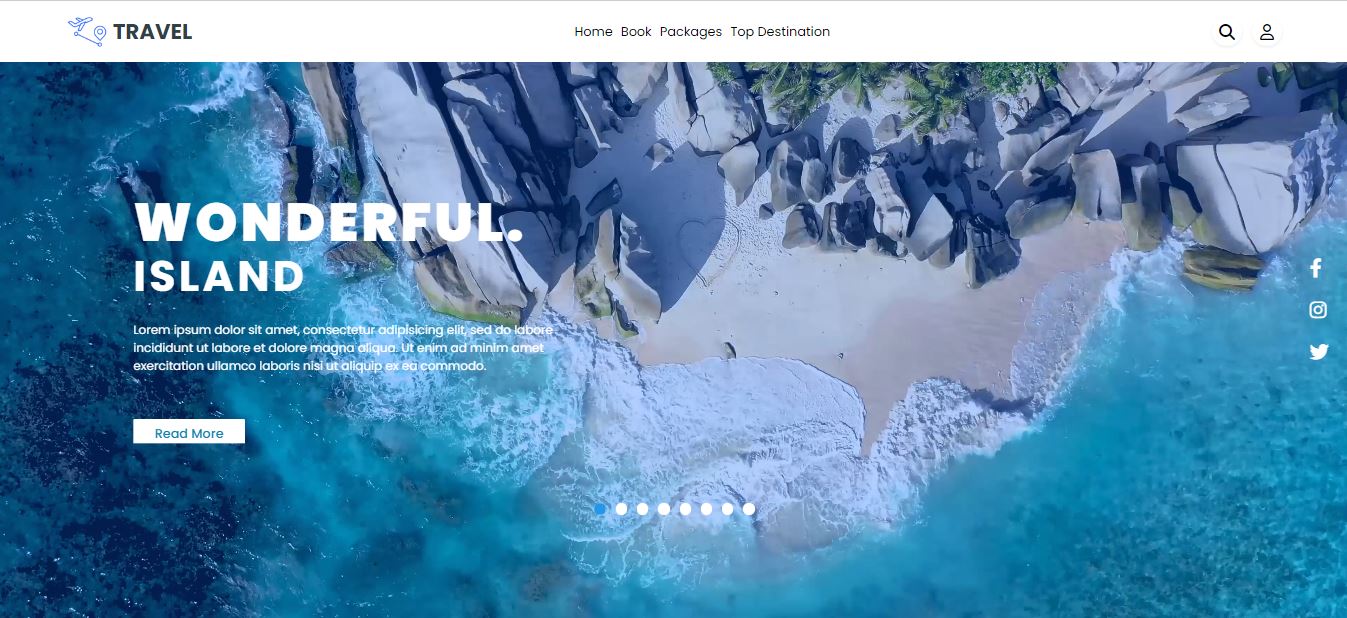 TRAVEL
Home Book Packages Top Destination
WONDERFUL.
ISLAND
Lorem ipsum dolor sit amet, consectetur adipisicing elit, sed do labore
incididunt ut labore et dolore magna aliqua. Ut enim ad minim amet
exercitation ullamco laboris nisi ut aliquip ex ea commodo.
Read More